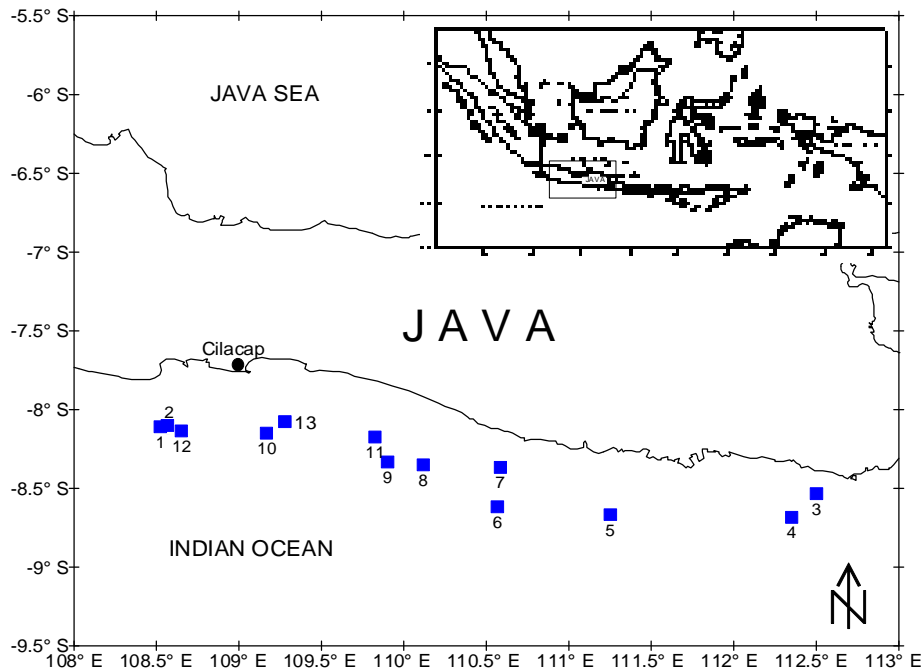 -5.5° S
-6° S
-6.5° S
-7° S
-7.5° S
-8° S
-8.5° S
-9° S
-9.5° S
JAVA SEA
JAVA
J A V A
Cilacap
2
1
12
10
13
11
9
8
7
6
5
4
3
INDIAN OCEAN
N
108° E
108.5° E
109° E
109.5° E
110° E
110.5° E
111° E
111.5° E
112° E
112.5° E
113°